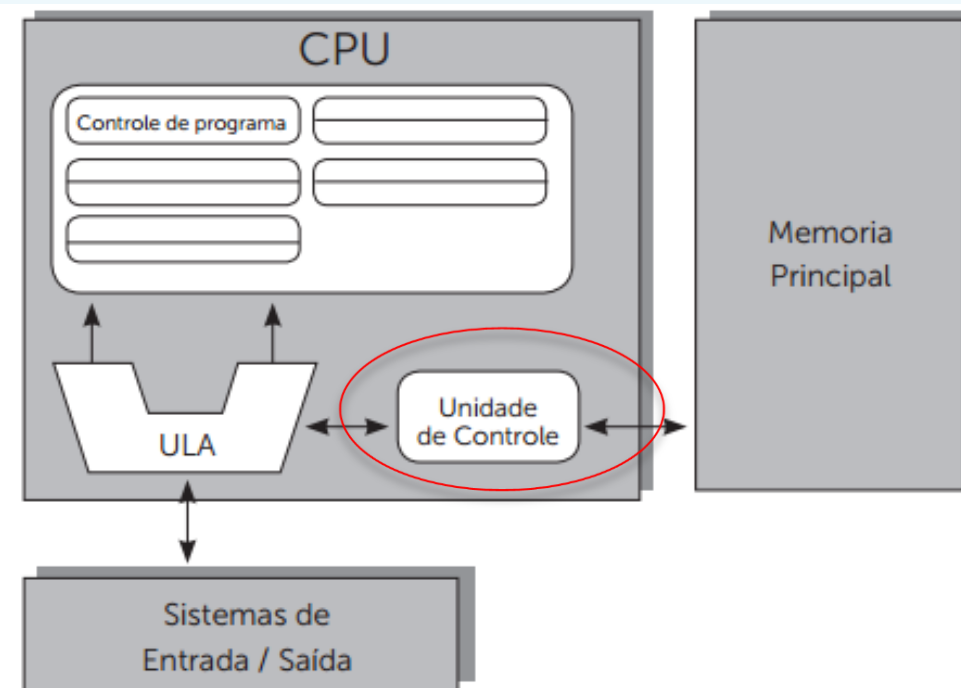 CPU
Controle de programa
Memoria
Principal
Unidade
de Controle
ULA
Sistemas de
Entrada / Saída